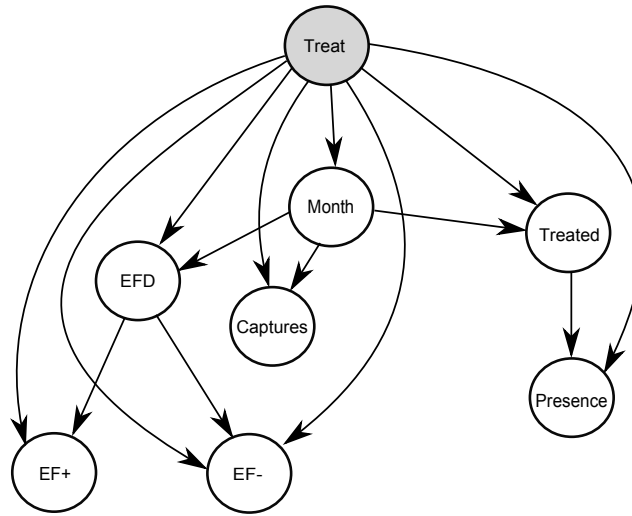 Treat
Month
Treated
EFD
Captures
Presence
EF+
EF-